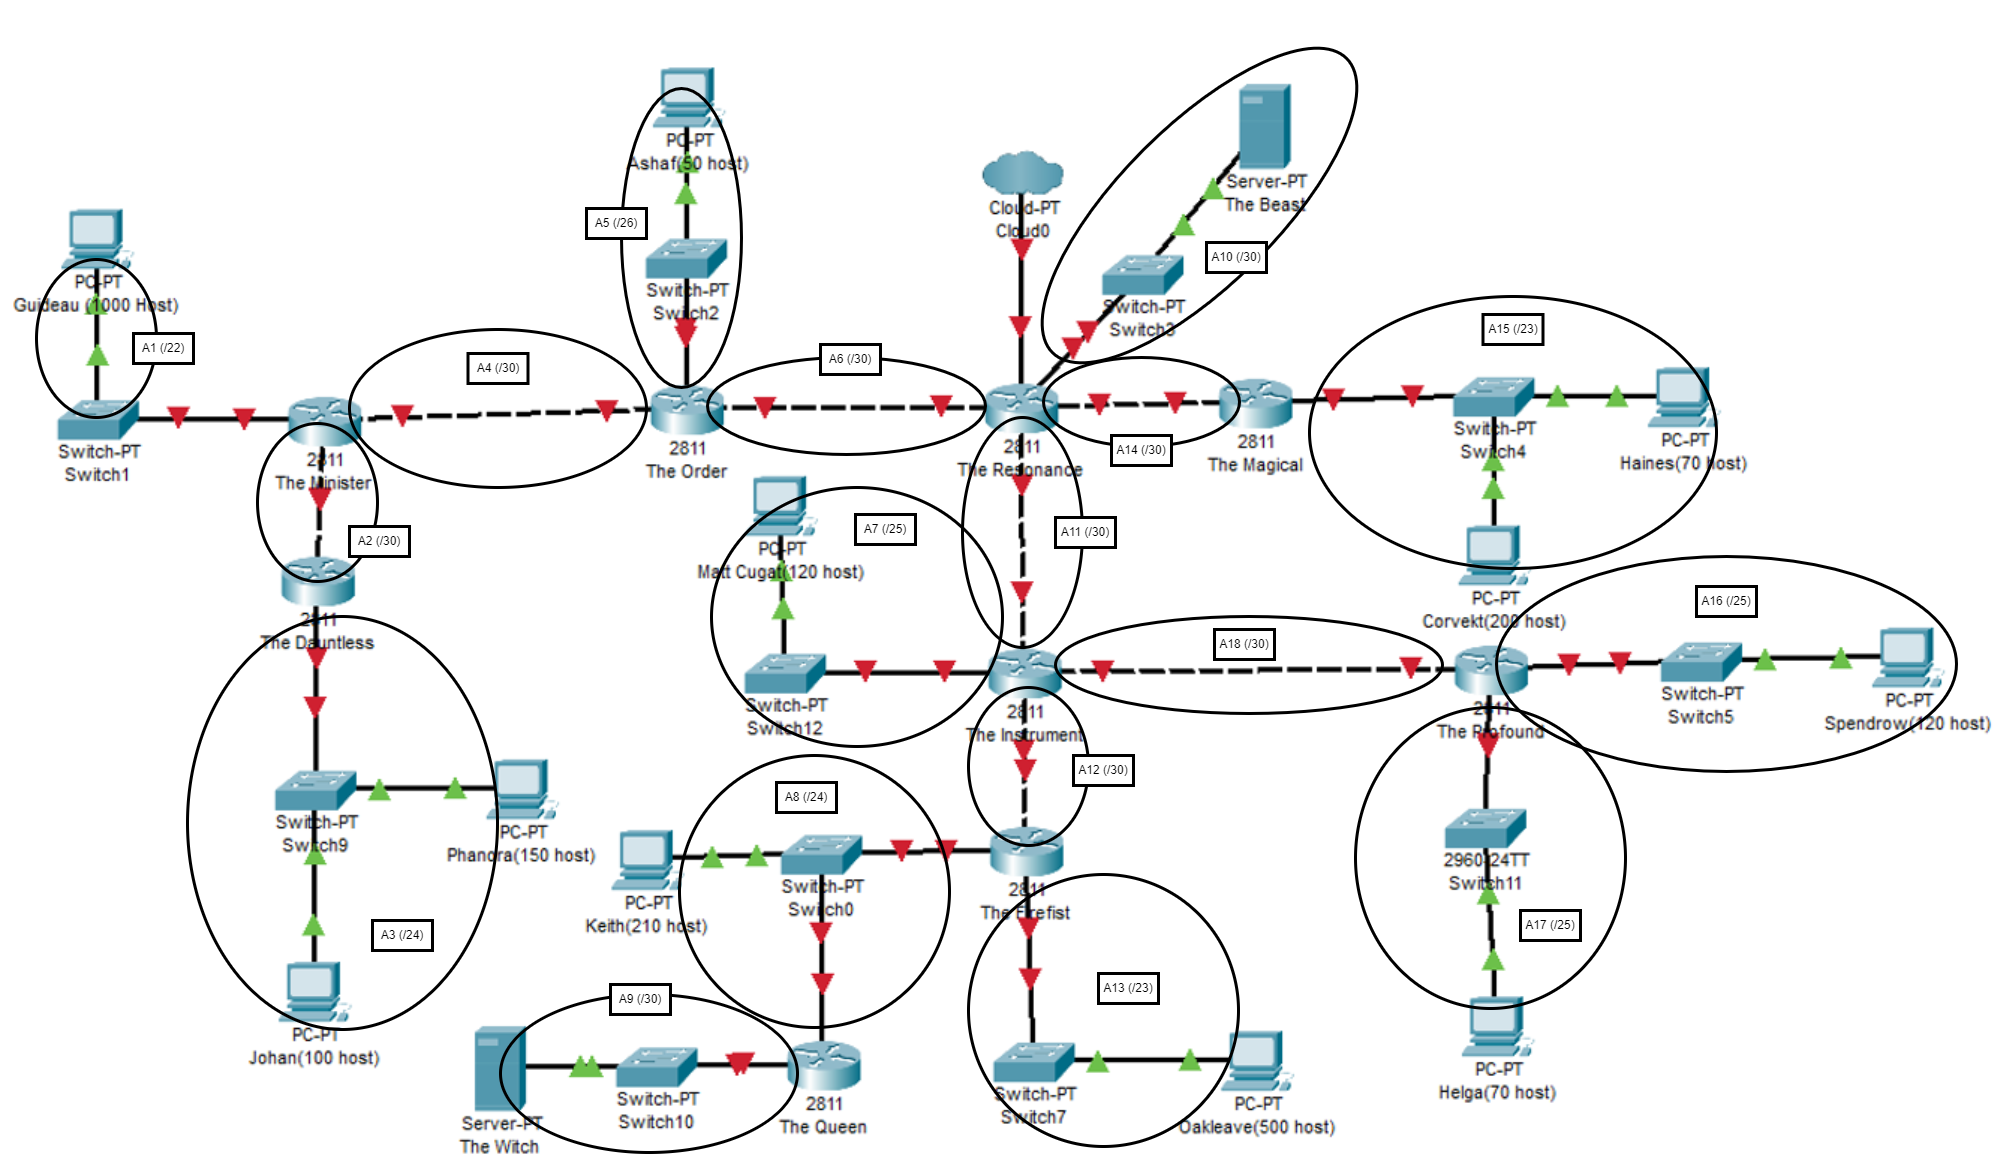 PC-PT
Guideau (1000 Host)
A1 (/22)
Switch-PT
Switch1
2811
The Minister
A2 (/30)
2811
The Dauntless
Switch-PT
Switch9
PC-PT
Phanora(150 host)
A3 (/24)
PC-PT
Johan(100 host)
A4 (/30)
PC-PT
Ashaf(50 host)
A5 (/26)
Switch-PT
Switch2
2811
The Order
A6 (/30)
Cloud-PT
Cloud0
Server-PT
The Beast
A10 (/30)
Switch-PT
Switch3
2811
The Resonance
A14 (/30)
2811
The Magical
A15 (/23)
Switch-PT
Switch4
PC-PT
Haines(70 host)
PC-PT
Corvekt(200 host)
A7 (/25)
PC-PT
Matt Cugat(120 host)
Switch-PT
Switch12
A11 (/30)
2811
The Instrument
A18 (/30)
2811
The Profound
A16 (/25)
Switch-PT
Switch5
PC-PT
Spendrow(120 host)
A12 (/30)
A8 (/24)
PC-PT
Keith(210 host)
Switch-PT
Switch0
2811
The Firefist
2960-24TT
Switch11
A17 (/25)
PC-PT
Helga(70 host)
A9 (/30)
Server-PT
The Witch
Switch-PT
Switch10
2811
The Queen
A13 (/23)
Switch-PT
Switch7
PC-PT
Oakleave(500 host)